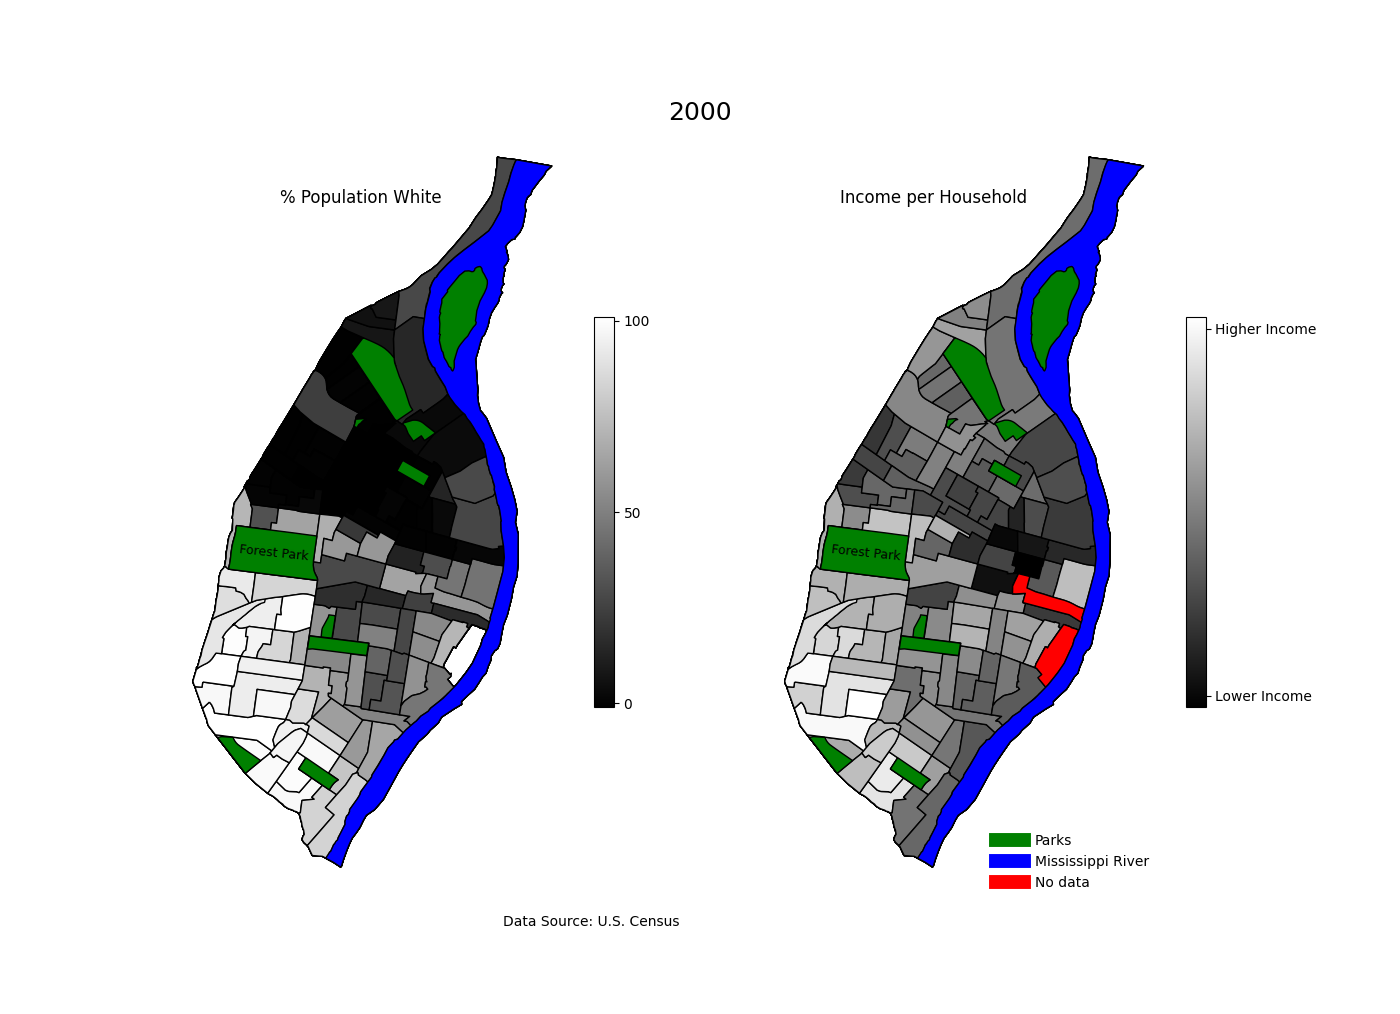 2000
% Population White
Income per Household
100
50
0
Higher Income
Lower Income
Forest Park
Forest Park
Parks
Mississippi River
No data
Data Source: U.S. Census